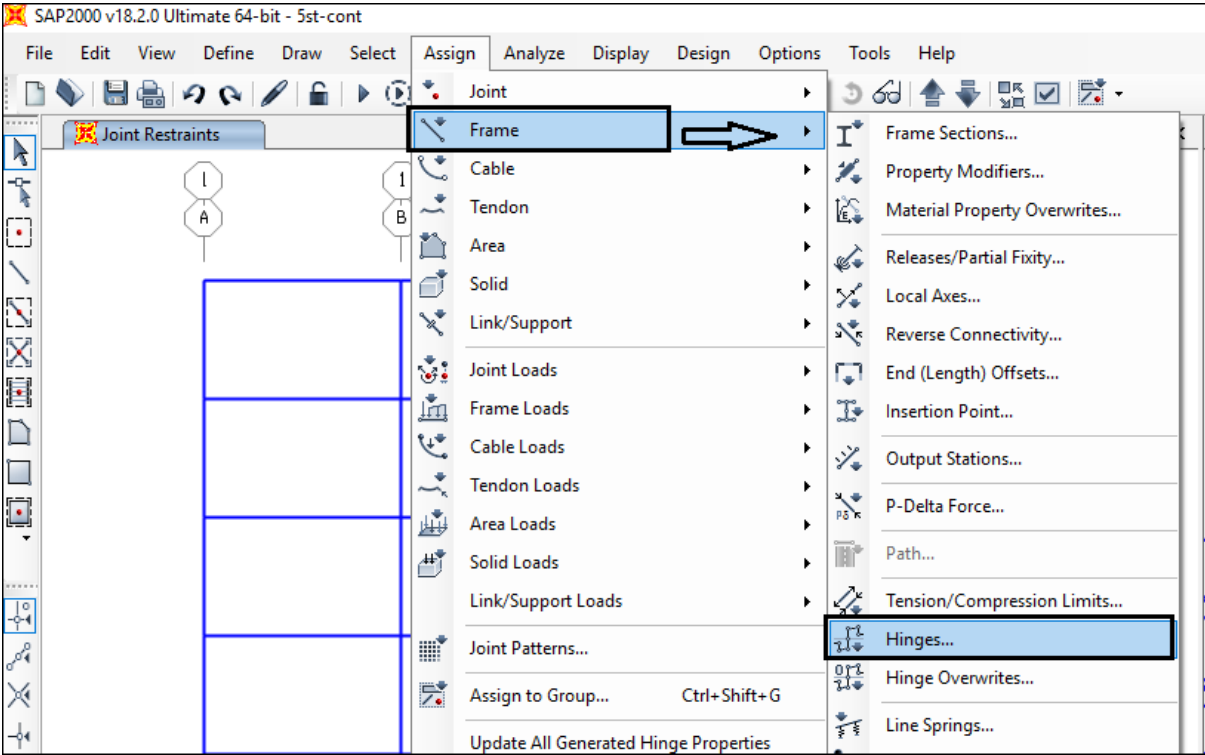 SAP2000 v18.2.0 Ultimate 64-bit - 5st-cont
File Edit View Define Draw Select Assign Analyze Display Design Options Tools Help
Joint Restraints
1
A
1
B
Joint
Frame
Cable
Tendon
Area
Solid
Link/Support
Joint Loads
Frame Loads
Cable Loads
Tendon Loads
Area Loads
Solid Loads
Link/Support Loads
Joint Patterns...
Assign to Group... Ctrl+Shift+G
Update All Generated Hinge Properties
Frame Sections...
Property Modifiers...
Material Property Overwrites...
Releases/Partial Fixity...
Local Axes...
Reverse Connectivity...
End (Length) Offsets...
Insertion Point...
Output Stations...
P-Delta Force...
Path...
Tension/Compression Limits...
Hinges...
Hinge Overwrites...
Line Springs...